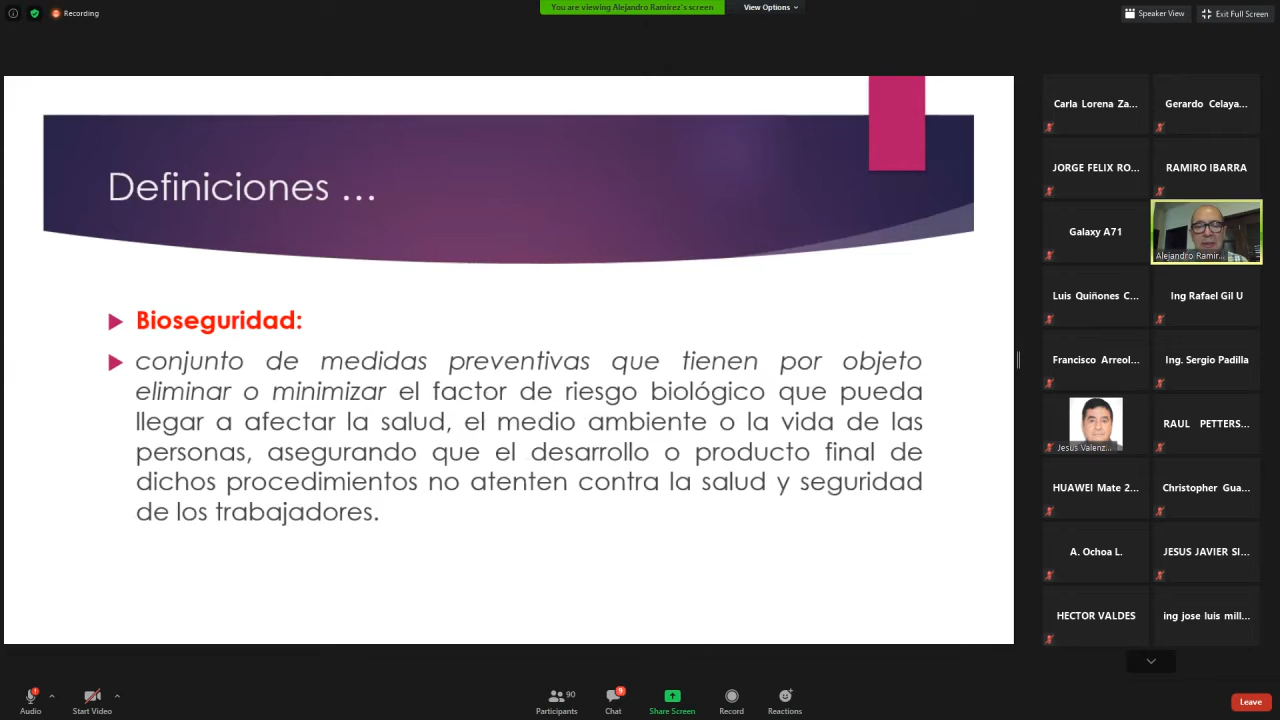 Recording
You are viewing Alejandro Ramirez's screen
View Options
Speaker View
Exit Full Screen
Definiciones ...
Bioseguridad:
conjunto de medidas preventivas que tienen por objeto
eliminar o minimizar el factor de riesgo biológico que pueda
llegar a afectar la salud, el medio ambiente o la vida de las
personas, asegurando que el desarrollo o producto final de
dichos procedimientos no atenten contra la salud y seguridad
de los trabajadores.
Carla Lorena Za...
Gerardo Celaya...
JORGE FELIX RO...
RAMIRO IBARRA
Galaxy A71
Alejandro Ramir...
Luis Quiñones C...
Ing Rafael Gil U
Francisco Arreol...
Ing. Sergio Padilla
Jesus Valenz...
RAUL PETTERS...
HUAWEI Mate 2...
Christopher Gua...
A. Ochoa L.
JESUS JAVIER SI...
HECTOR VALDES
ing jose luis mill...
Audio
Start Video
90
Participants
9
Chat
Share Screen
Record
Reactions
Leave